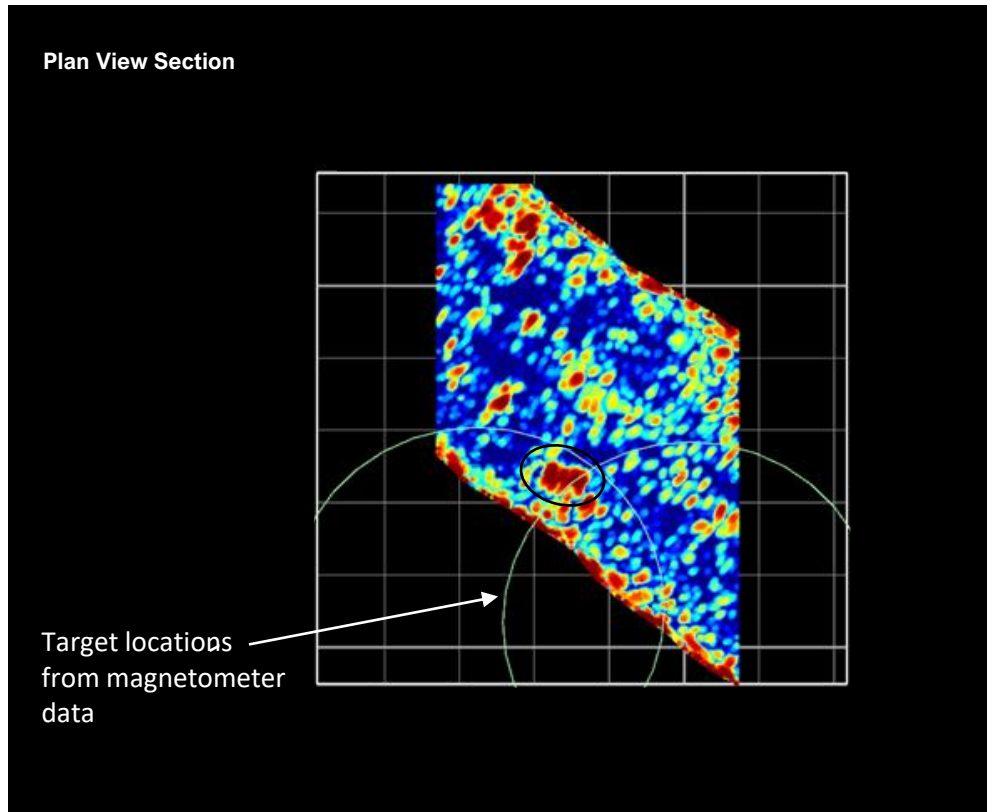 Plan View Section
Target locations
from magnetometer
data